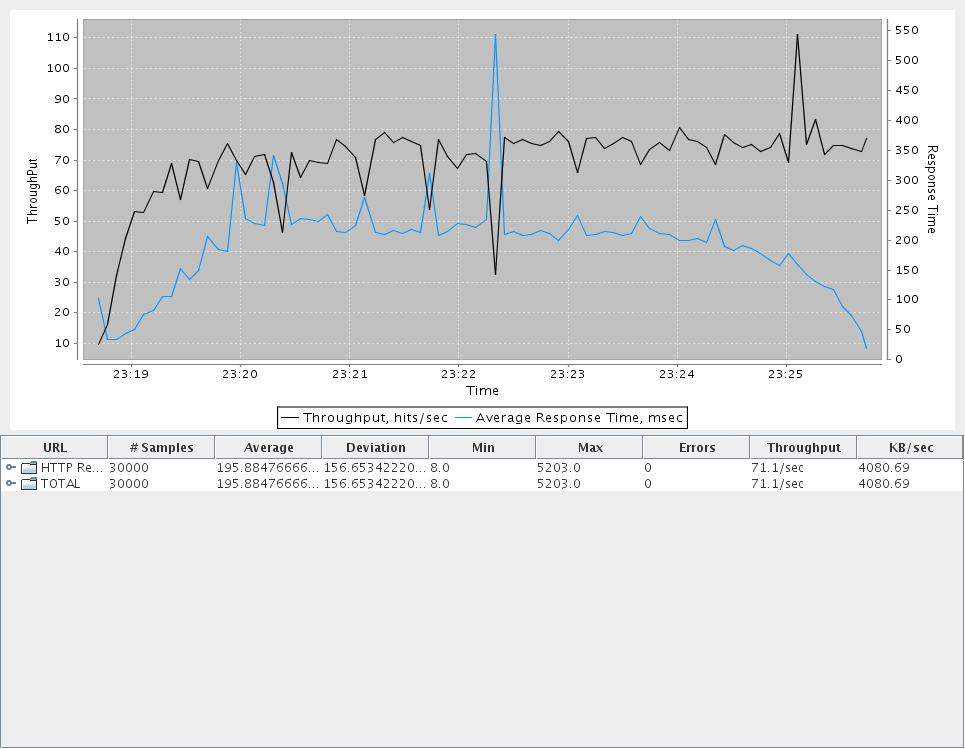 110
100
90
80
70
60
50
40
30
20
10
ThroughPut
550
500
450
400
350
300
250
200
150
100
50
0
Response Time
23:19 23:20 23:21 23:22 23:23 23:24 23:25
Time
Throughput, hits/sec Average Response Time, msec
URL # Samples Average Deviation Min Max Errors Throughput KB/sec
HTTP Re... 30000 195.88476666... 156.65342220... 8.0 5203.0 0 71.1/sec 4080.69
TOTAL 30000 195.88476666... 156.65342220... 8.0 5203.0 0 71.1/sec 4080.69